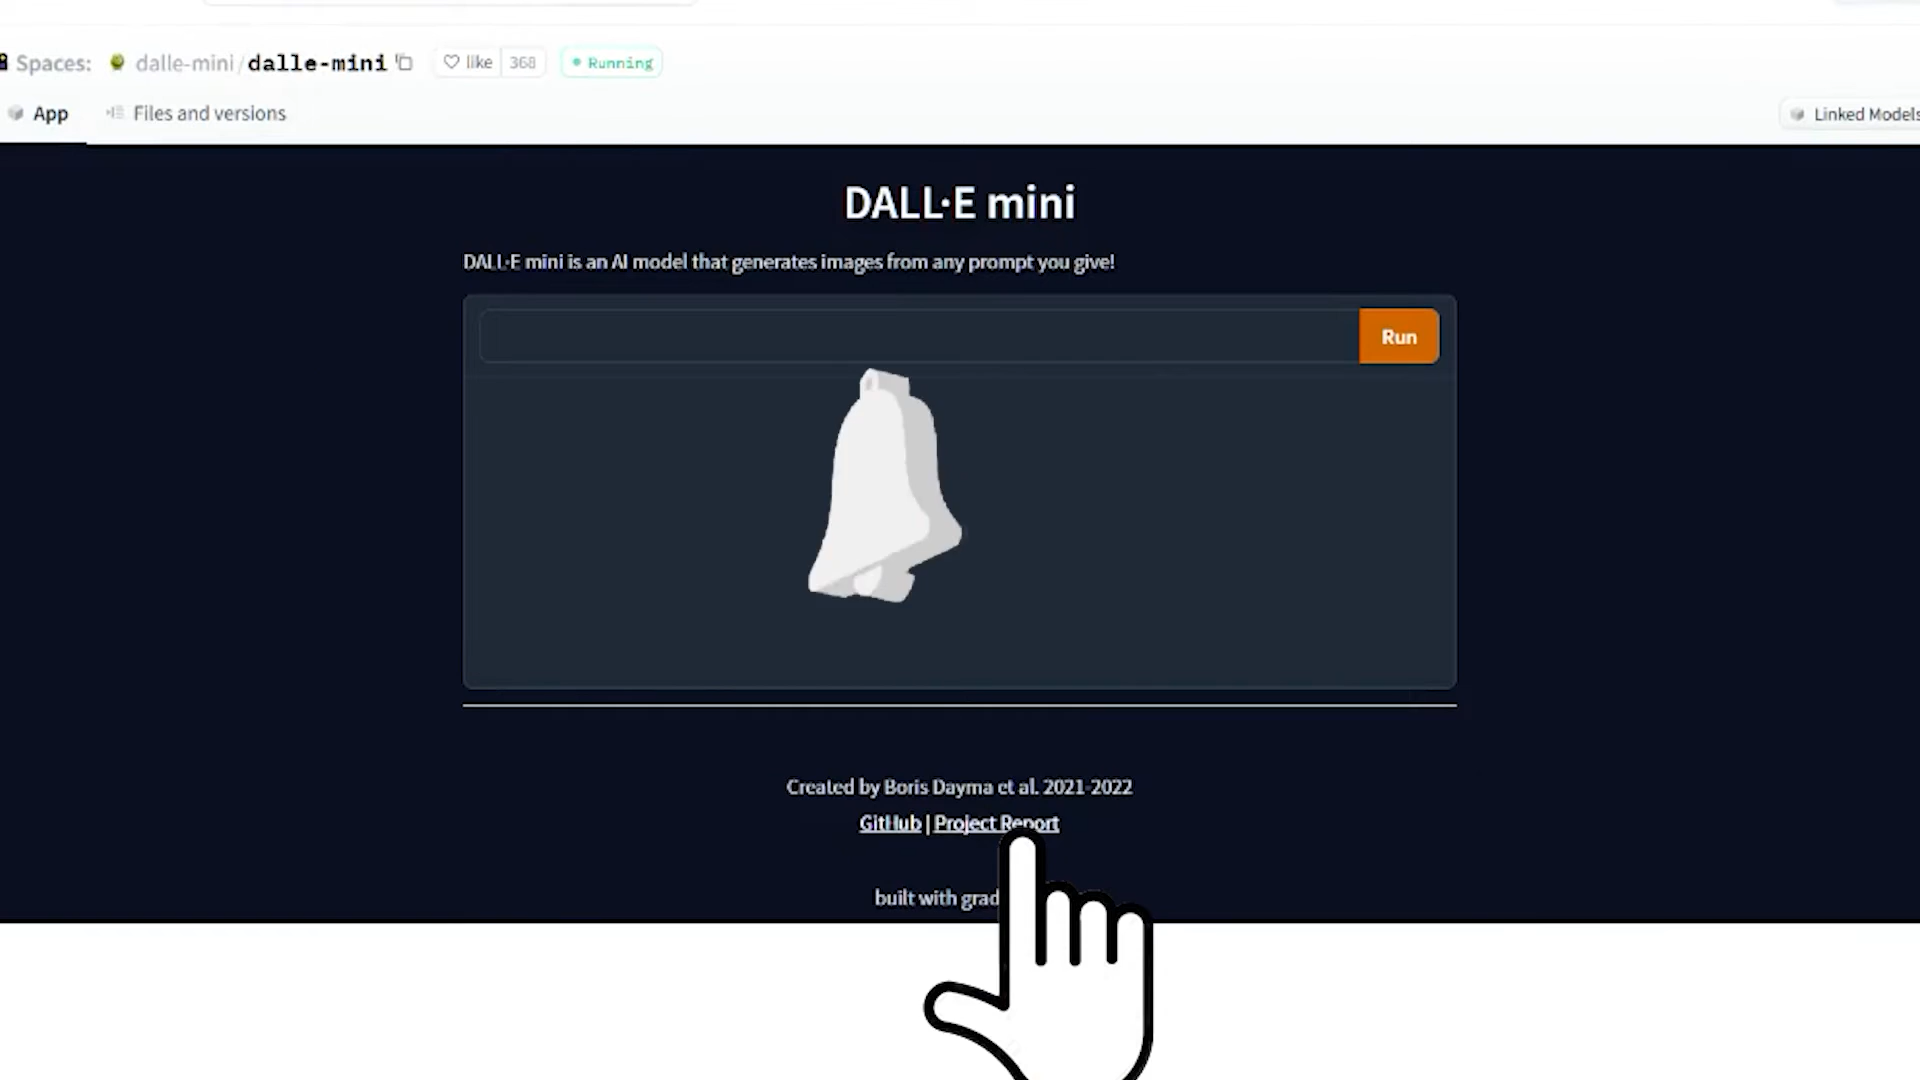 Spaces: dalle-mini/dalle-mini like 368 Running
App Files and versions Linked Models
DALL·E mini
DALL·E mini is an AI model that generates images from any prompt you give!
Run
Created by Boris Dayma et al. 2021-2022
GitHub | Project Report
built with grad